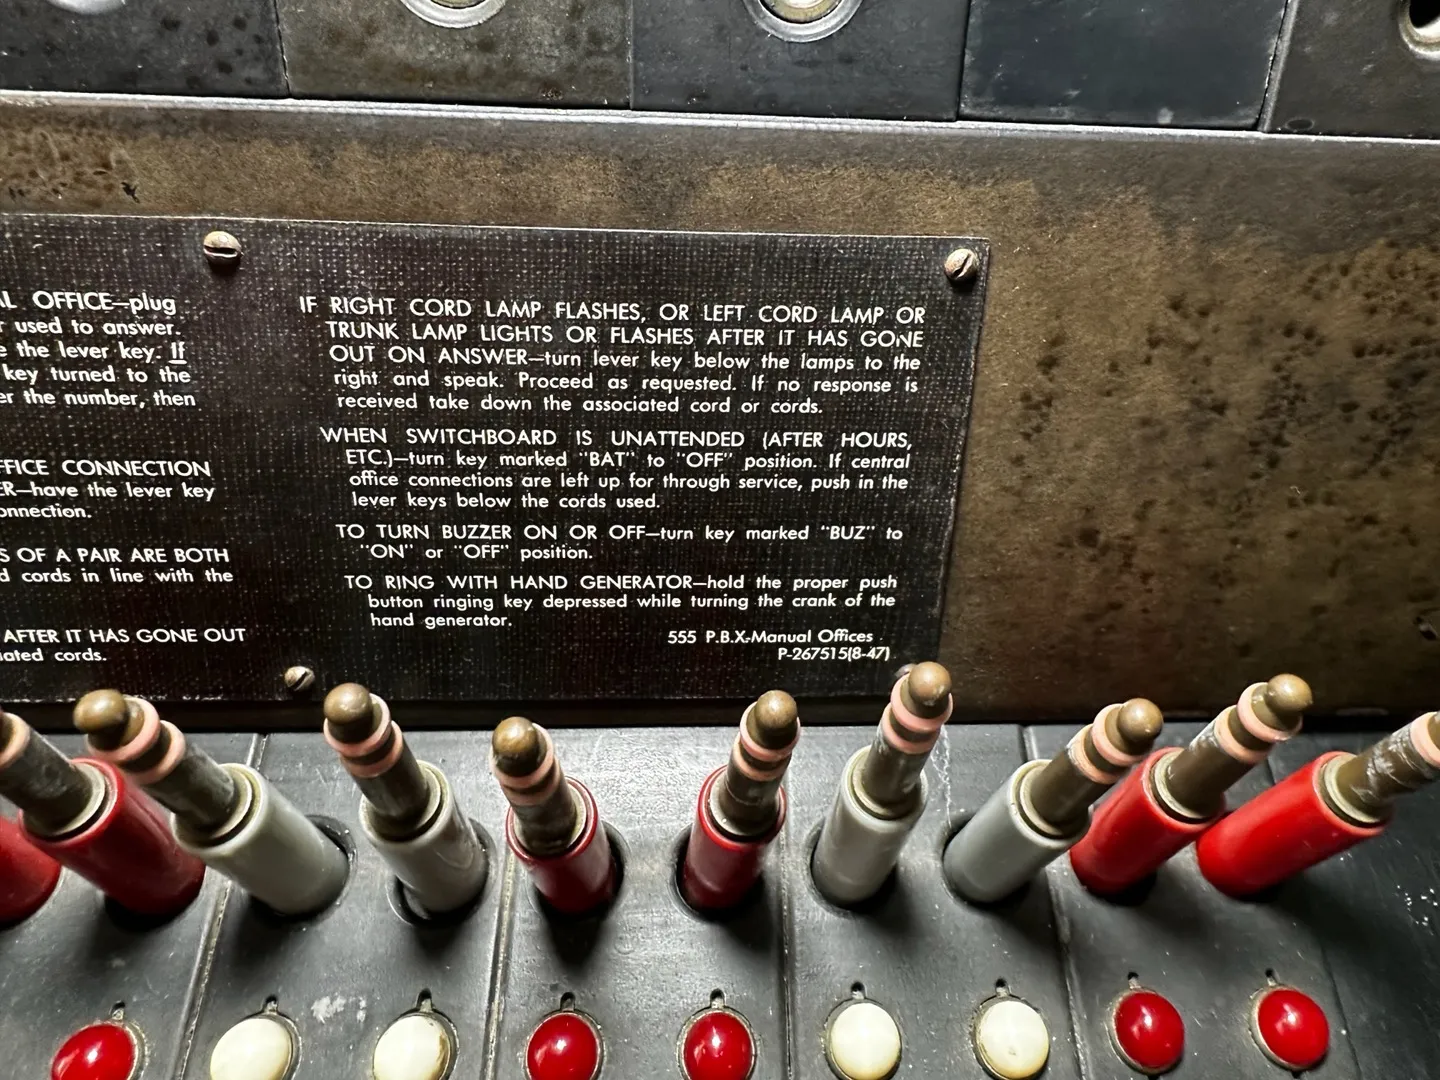 AL OFFICE—plug
r used to answer.
e the lever key. If
key turned to the
er the number, then
FFICE CONNECTION
ER—have the lever key
onnection.
S OF A PAIR ARE BOTH
d cords in line with the
AFTER IT HAS GONE OUT
iated cords.
IF RIGHT CORD LAMP FLASHES, OR LEFT CORD LAMP OR
TRUNK LAMP LIGHTS OR FLASHES AFTER IT HAS GONE
OUT ON ANSWER—turn lever key below the lamps to the
right and speak. Proceed as requested. If no response is
received take down the associated cord or cords.
WHEN SWITCHBOARD IS UNATTENDED (AFTER HOURS,
ETC.)—turn key marked "BAT" to "OFF" position. If central
office connections are left up for through service, push in the
lever keys below the cords used.
TO TURN BUZZER ON OR OFF—turn key marked "BUZ" to
"ON" or "OFF" position.
TO RING WITH HAND GENERATOR—hold the proper push
button ringing key depressed while turning the crank of the
hand generator.
555 P.B.X.-Manual Offices
P-267515(8-47)